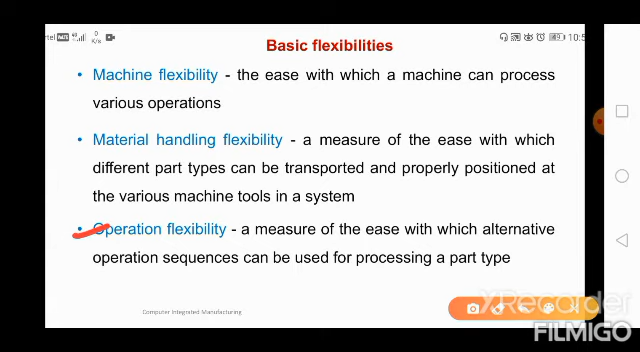 Basic flexibilities
• Machine flexibility - the ease with which a machine can process
various operations
• Material handling flexibility - a measure of the ease with which
different part types can be transported and properly positioned at
the various machine tools in a system
• Operation flexibility - a measure of the ease with which alternative
operation sequences can be used for processing a part type
Computer Integrated Manufacturing
XRecorder
FILMIGO